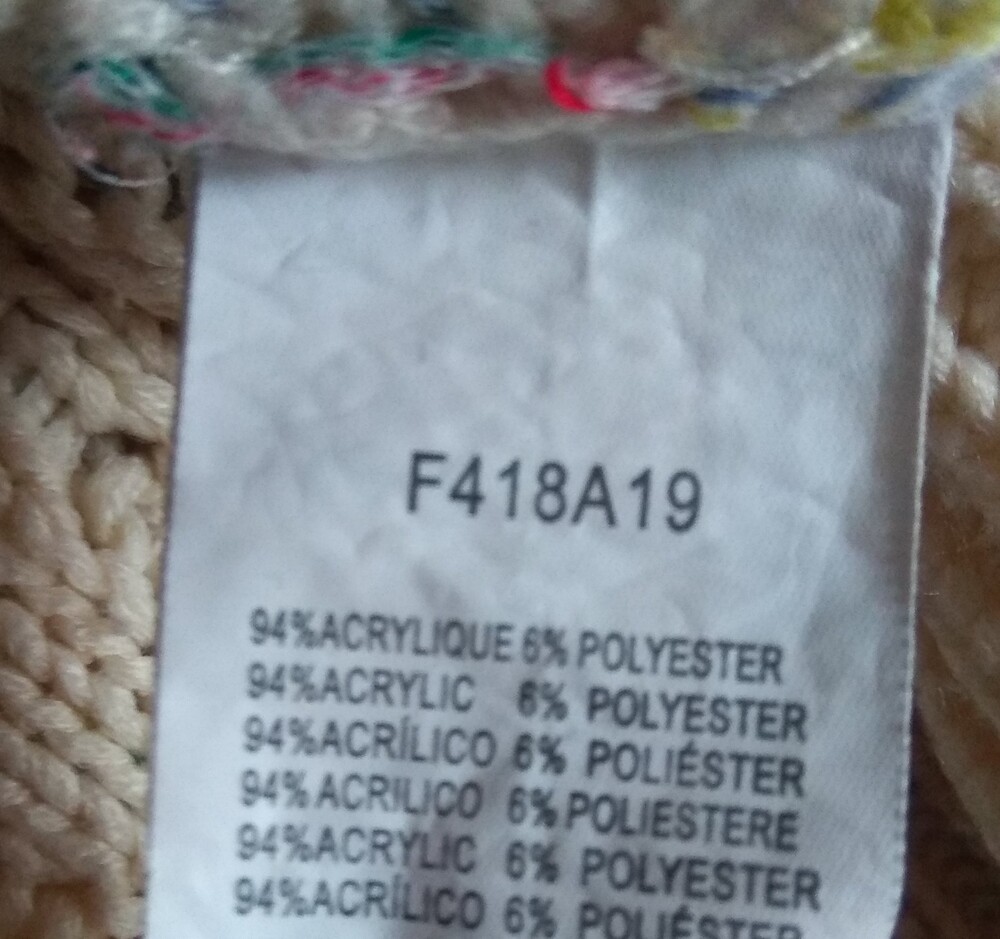 F418A19
94%ACRYLIQUE 6% POLYESTER
94%ACRYLIC 6% POLYESTER
94%ACRÍLICO 6% POLIÉSTER
94%ACRILICO 6% POLIESTERE
94%ACRYLIC 6% POLYESTER
94%ACRÍLICO 6% POLIÉSTER